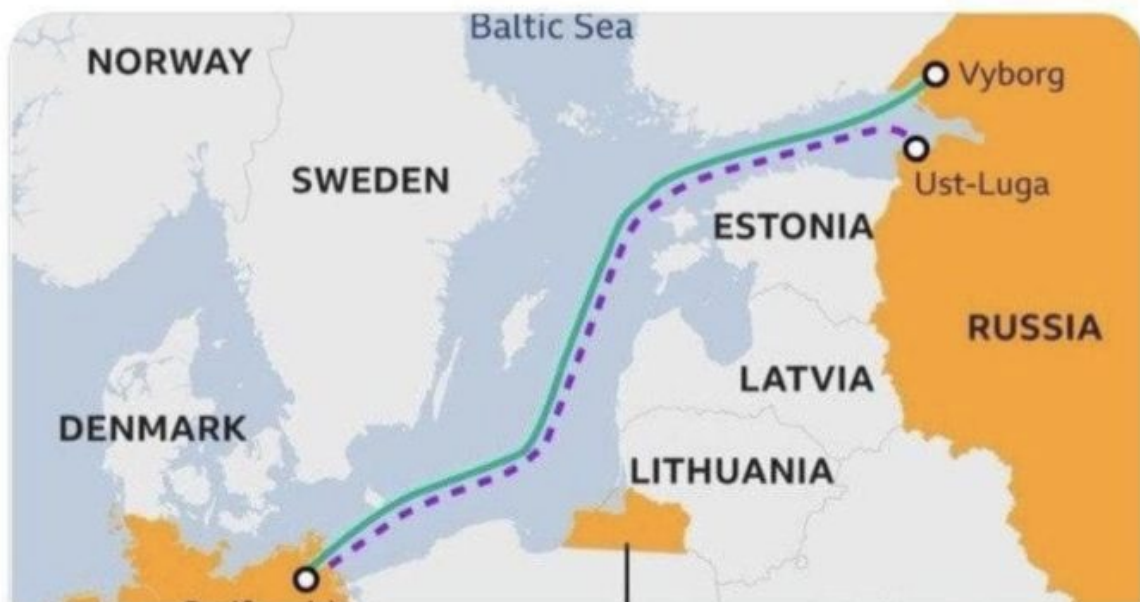 Baltic Sea
NORWAY
Vyborg
SWEDEN
Ust-Luga
ESTONIA
RUSSIA
LATVIA
DENMARK
LITHUANIA